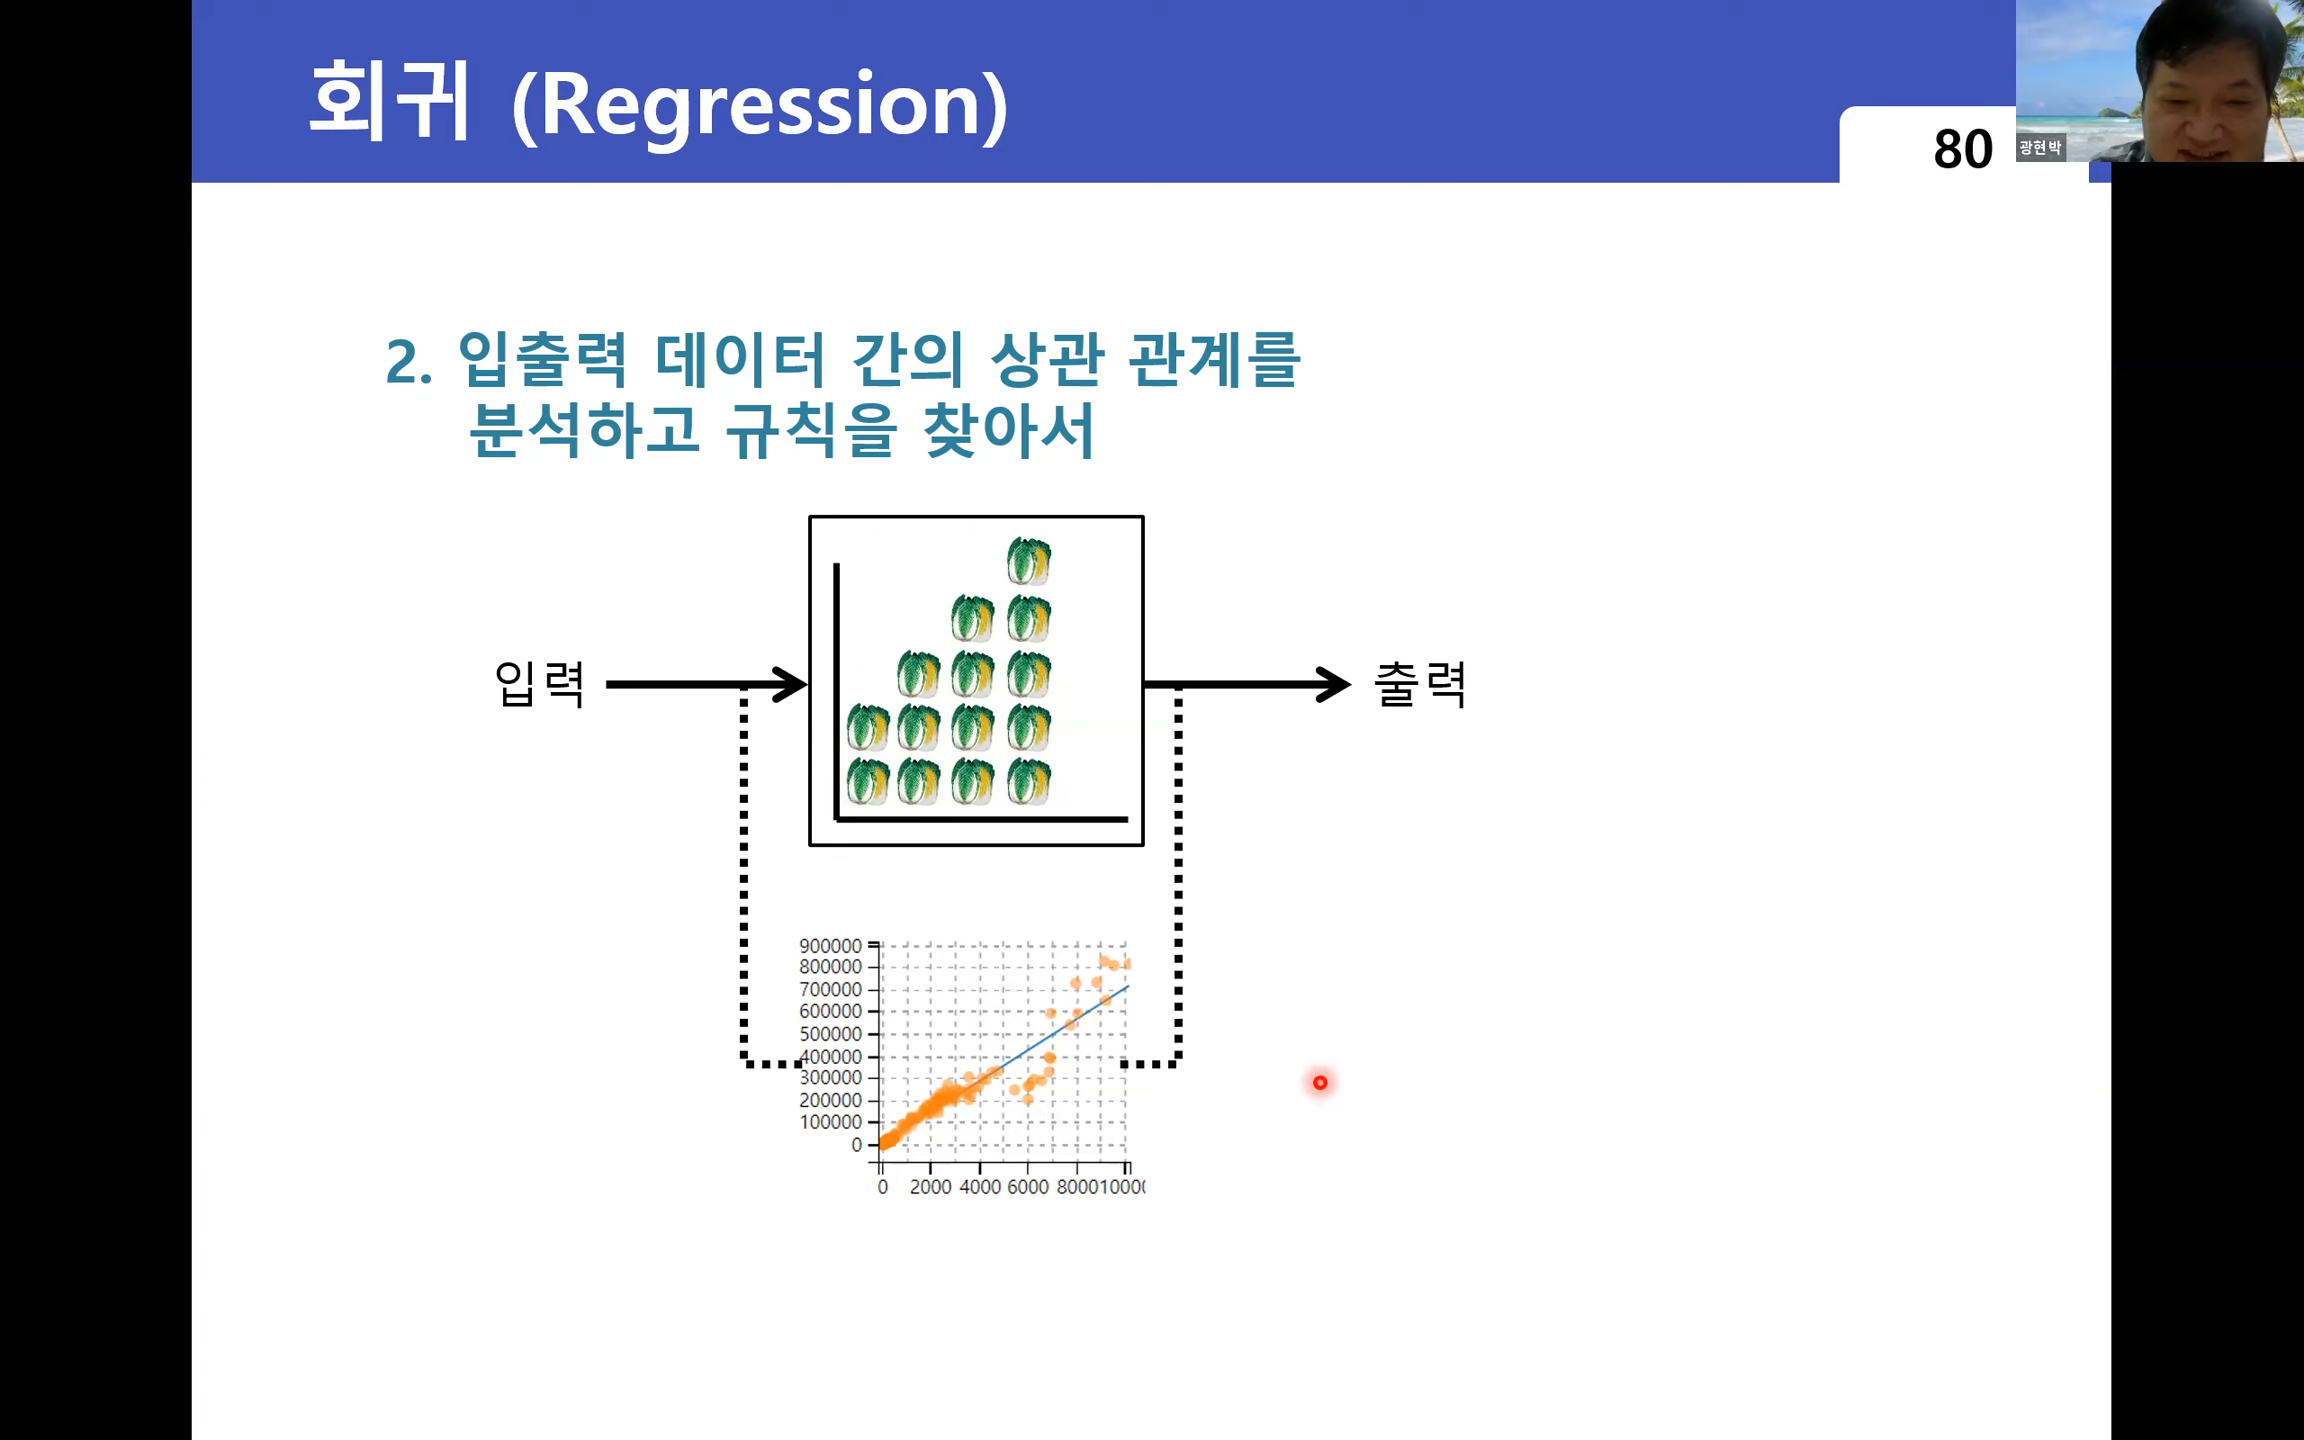 회귀 (Regression)
80
광현박
2. 입출력 데이터 간의 상관 관계를
분석하고 규칙을 찾아서
입력
출력
900000
800000
700000
600000
500000
400000
300000
200000
100000
0
0 2000 4000 6000 8000 1000